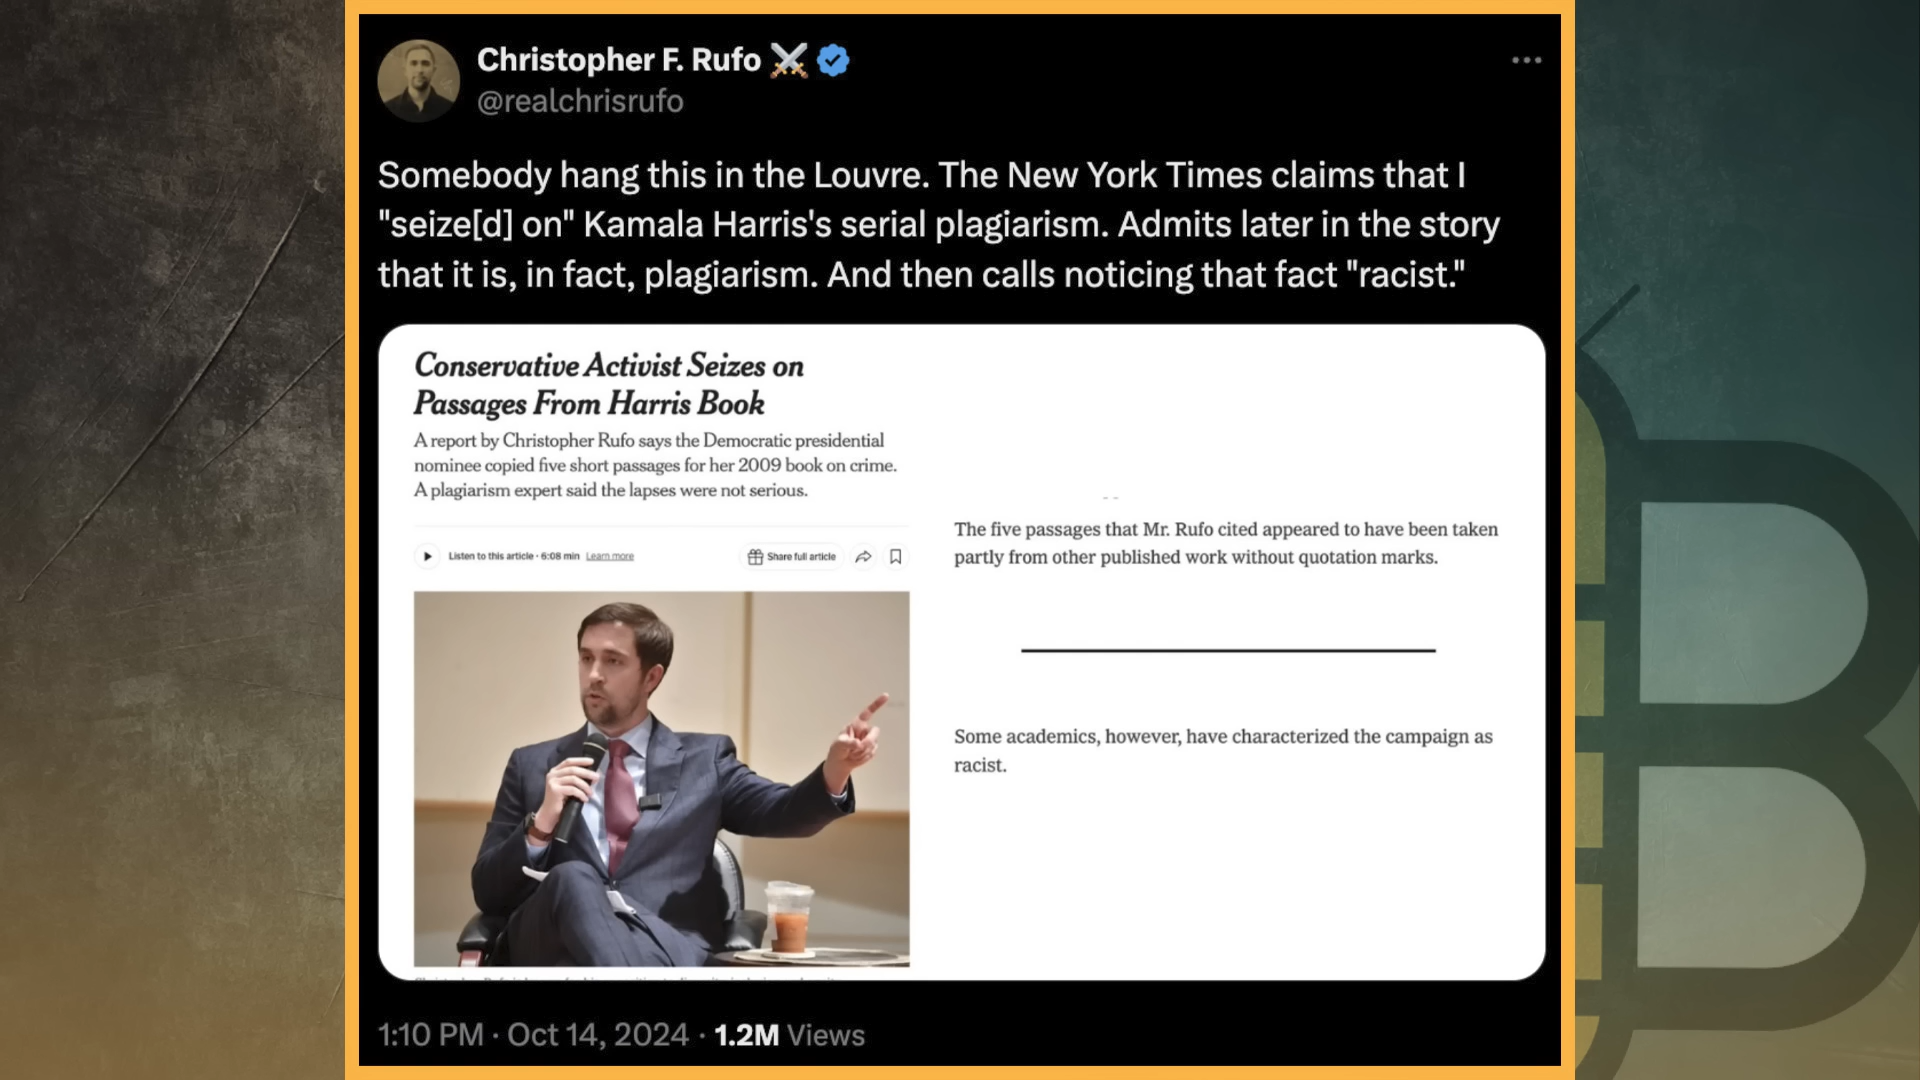 Christopher F. Rufo
@realchrisrufo
Somebody hang this in the Louvre. The New York Times claims that I
"seize[d] on" Kamala Harris's serial plagiarism. Admits later in the story
that it is, in fact, plagiarism. And then calls noticing that fact "racist."
Conservative Activist Seizes on
Passages From Harris Book
A report by Christopher Rufo says the Democratic presidential
nominee copied five short passages for her 2009 book on crime.
A plagiarism expert said the lapses were not serious.
Listen to this article · 6:08 min Learn more
Share full article
The five passages that Mr. Rufo cited appeared to have been taken
partly from other published work without quotation marks.
Some academics, however, have characterized the campaign as
racist.
1:10 PM · Oct 14, 2024 · 1.2M Views